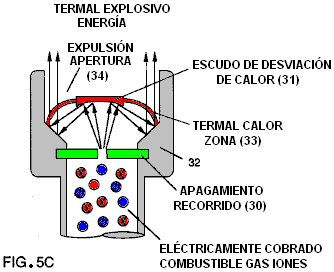 TERMAL EXPLOSIVO
ENERGÍA
EXPULSIÓN
APERTURA
(34)
ESCUDO DE DESVIACIÓN
DE CALOR (31)
TERMAL CALOR
ZONA (33)
32
APAGAMIENTO
RECORRIDO (30)
ELÉCTRICAMENTE COBRADO
COMBUSTIBLE GAS IONES
FIG.5C